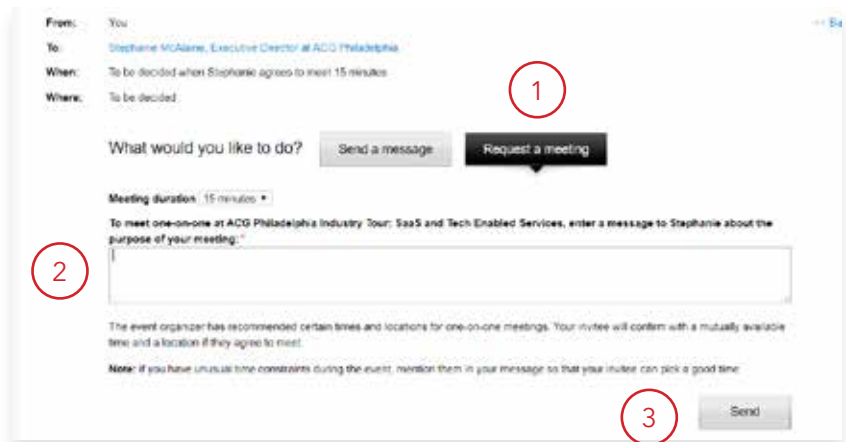 From: You
To: Stephanie McAlaine, Executive Director at ACG Philadelphia
When: To be decided when Stephanie agrees to meet 15 minutes
Where: To be decided
1
What would you like to do? Send a message Request a meeting
Meeting duration 15 minutes
To meet one-on-one at ACG Philadelphia Industry Tour: SaaS and Tech Enabled Services, enter a message to Stephanie about the
purpose of your meeting:*
2
The event organizer has recommended certain times and locations for one-on-one meetings. Your invitee will confirm with a mutually available
time and a location if they agree to meet.
Note: If you have unusual time constraints during the event, mention them in your message so that your invitee can pick a good time
3 Send